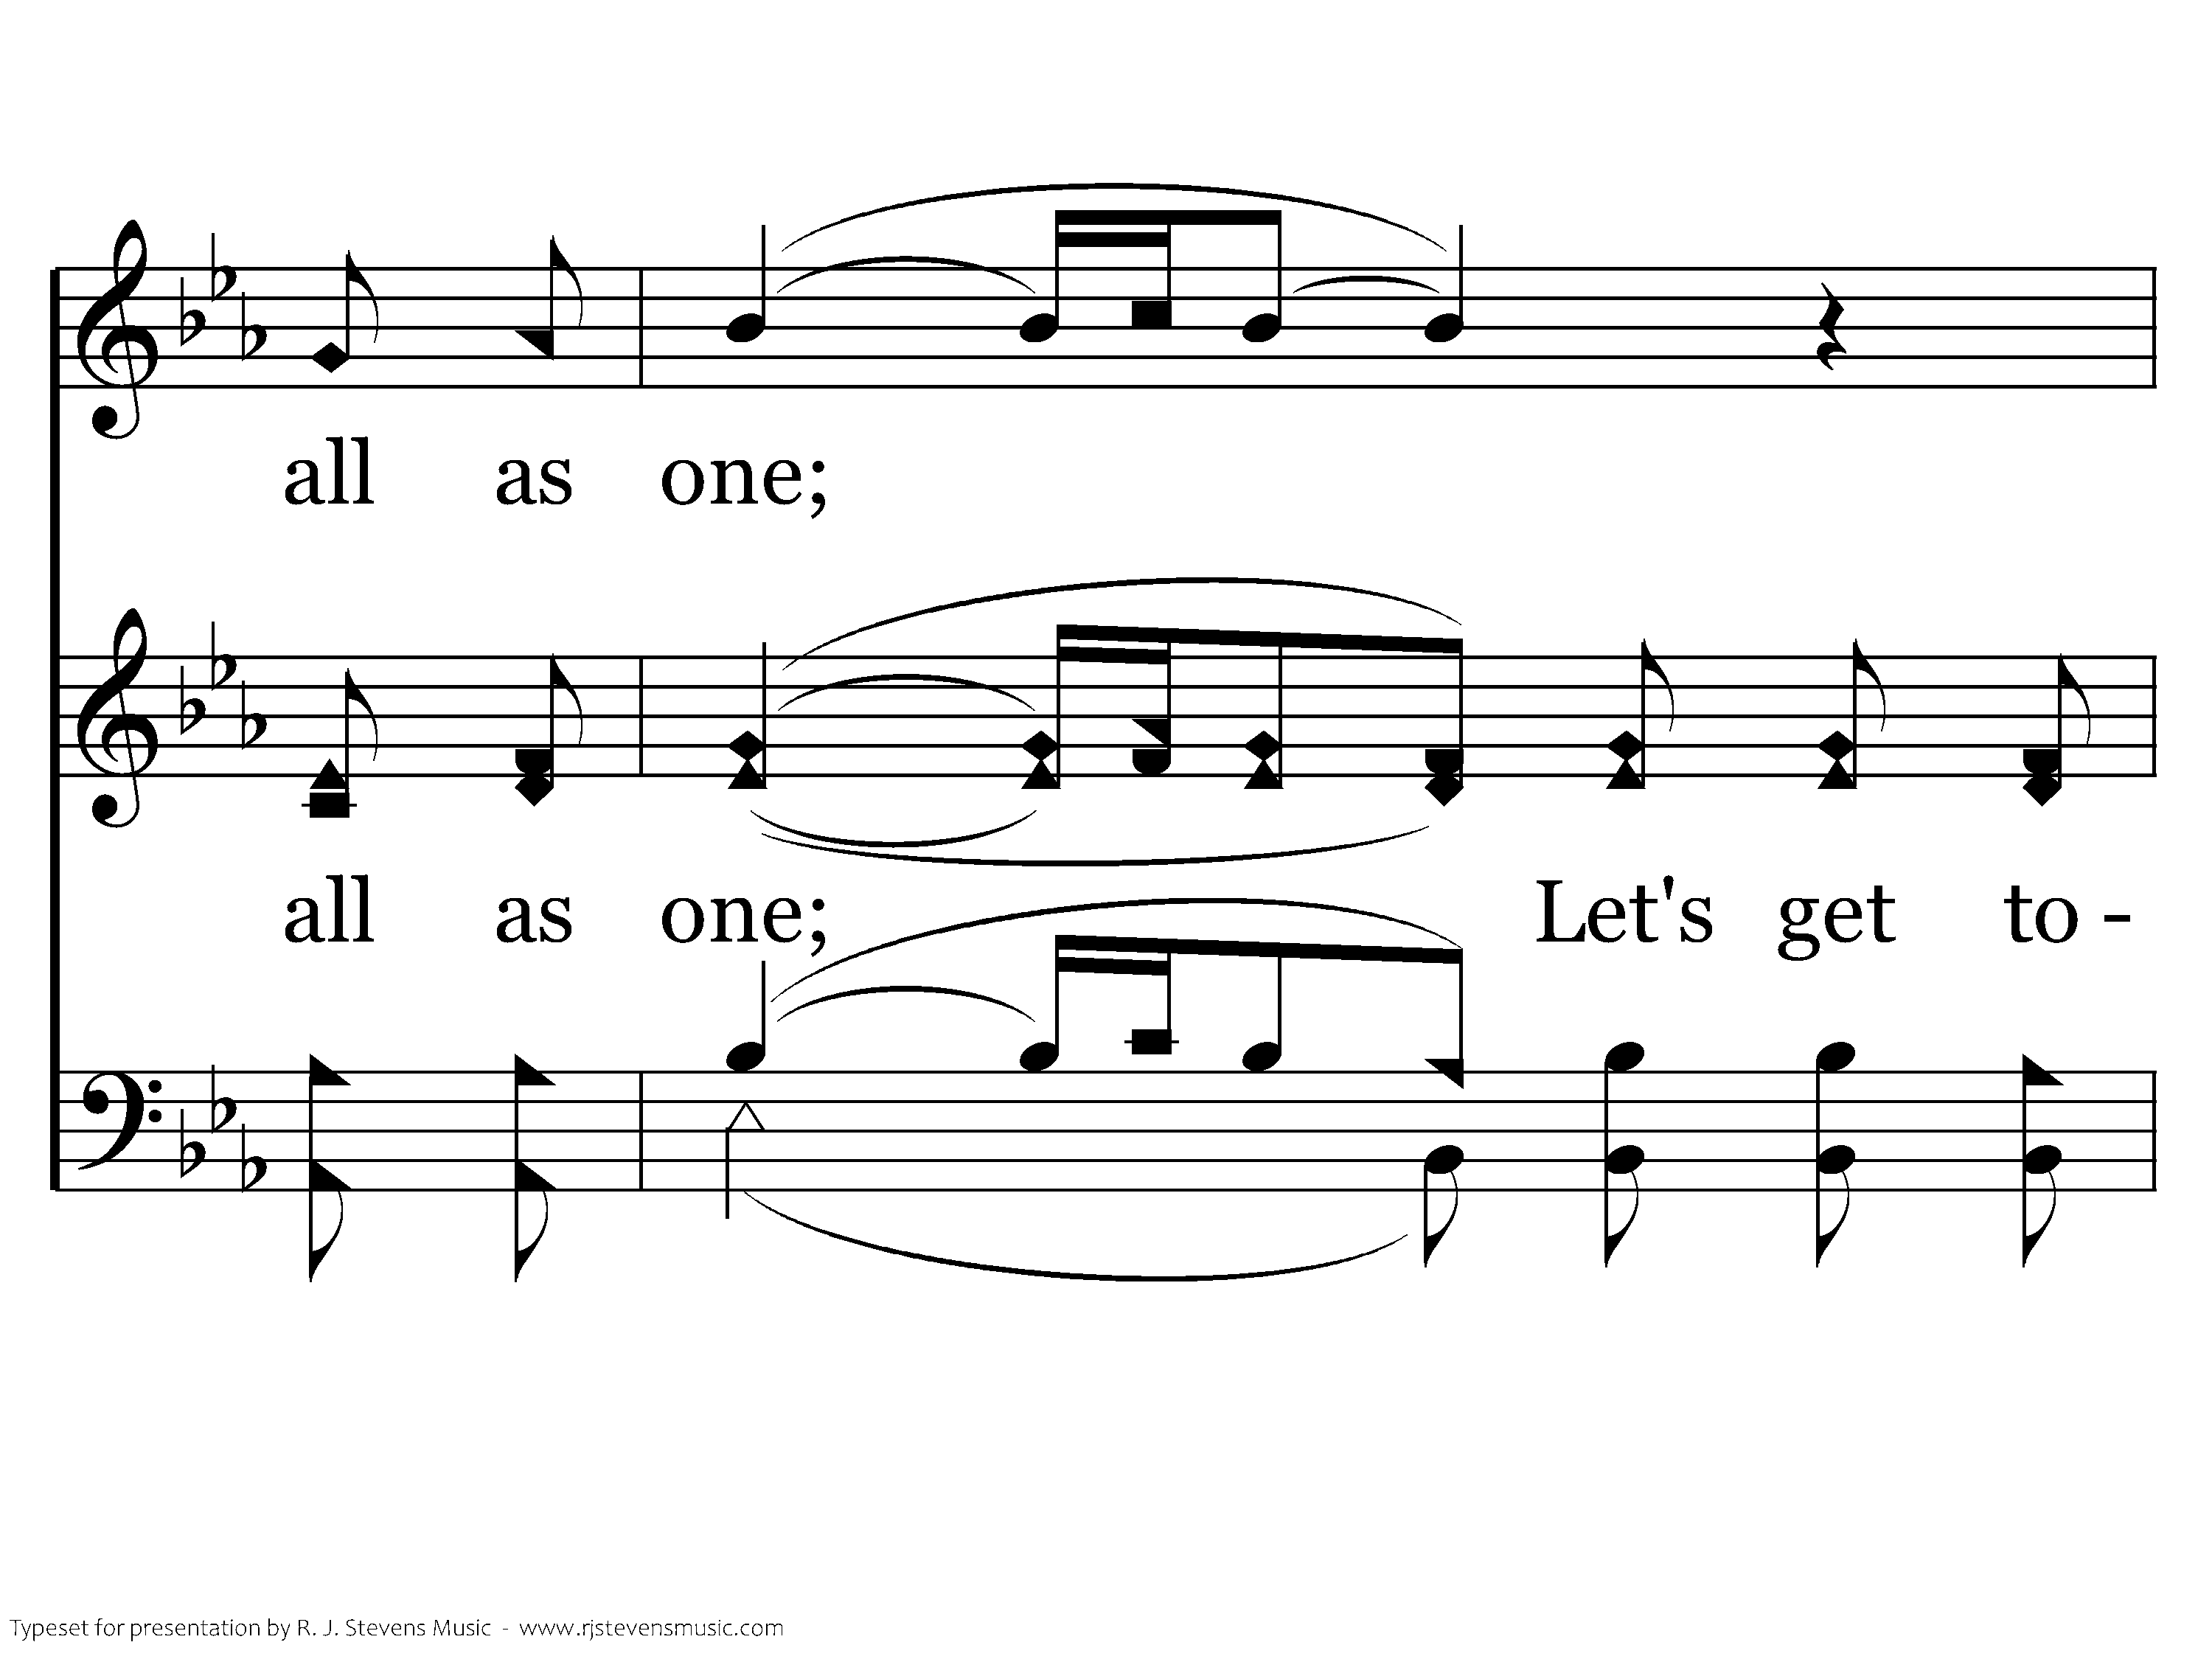 all as one;
all as one; Let's get to -
Typeset for presentation by R. J. Stevens Music - www.rjstevensmusic.com